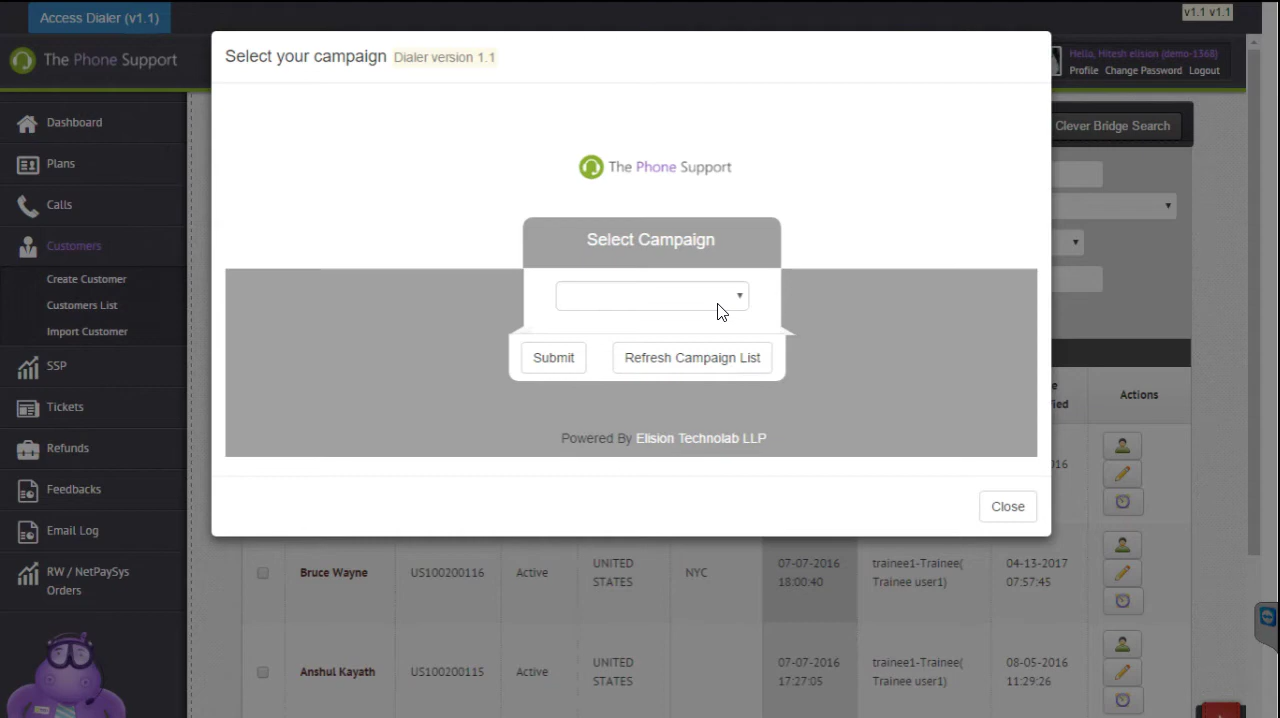 Access Dialer (v1.1)
v1.1 v1.1
The Phone Support
Hello, Hitesh elision (demo-1368)
Profile Change Password Logout
Select your campaign Dialer version 1.1
Clever Bridge Search
Dashboard
Plans
Calls
Customers
Create Customer
Customers List
Import Customer
SSP
Tickets
Refunds
Feedbacks
Email Log
RW / NetPaySys
Orders
The Phone Support
Select Campaign
Submit
Refresh Campaign List
Powered By Elision Technolab LLP
Close
Actions
Bruce Wayne
US100200116
Active
UNITED
STATES
NYC
07-07-2016
18:00:40
trainee1-Trainee(
Trainee user1)
04-13-2017
07:57:45
Anshul Kayath
US100200115
Active
UNITED
STATES
07-07-2016
17:27:05
trainee1-Trainee(
Trainee user1)
08-05-2016
11:29:26